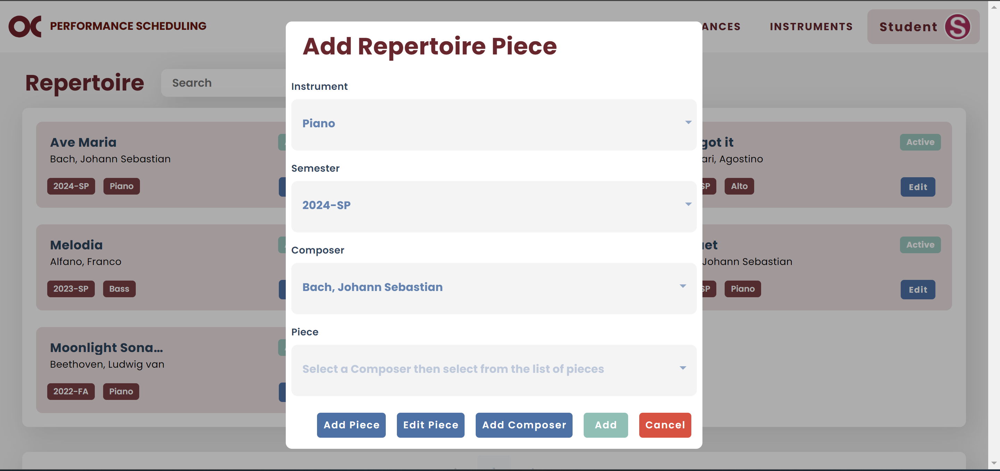 OC PERFORMANCE SCHEDULING
ANCES INSTRUMENTS Student S
Repertoire Search
Ave Maria
Bach, Johann Sebastian
2024-SP Piano
Melodia
Alfano, Franco
2023-SP Bass
Moonlight Sona...
Beethoven, Ludwig van
2022-FA Piano
Add Repertoire Piece
Instrument
Piano
Semester
2024-SP
Composer
Bach, Johann Sebastian
Piece
Select a Composer then select from the list of pieces
Add Piece Edit Piece Add Composer Add Cancel
got it Active
ari, Agostino
SP Alto Edit
et Active
Johann Sebastian
SP Piano Edit